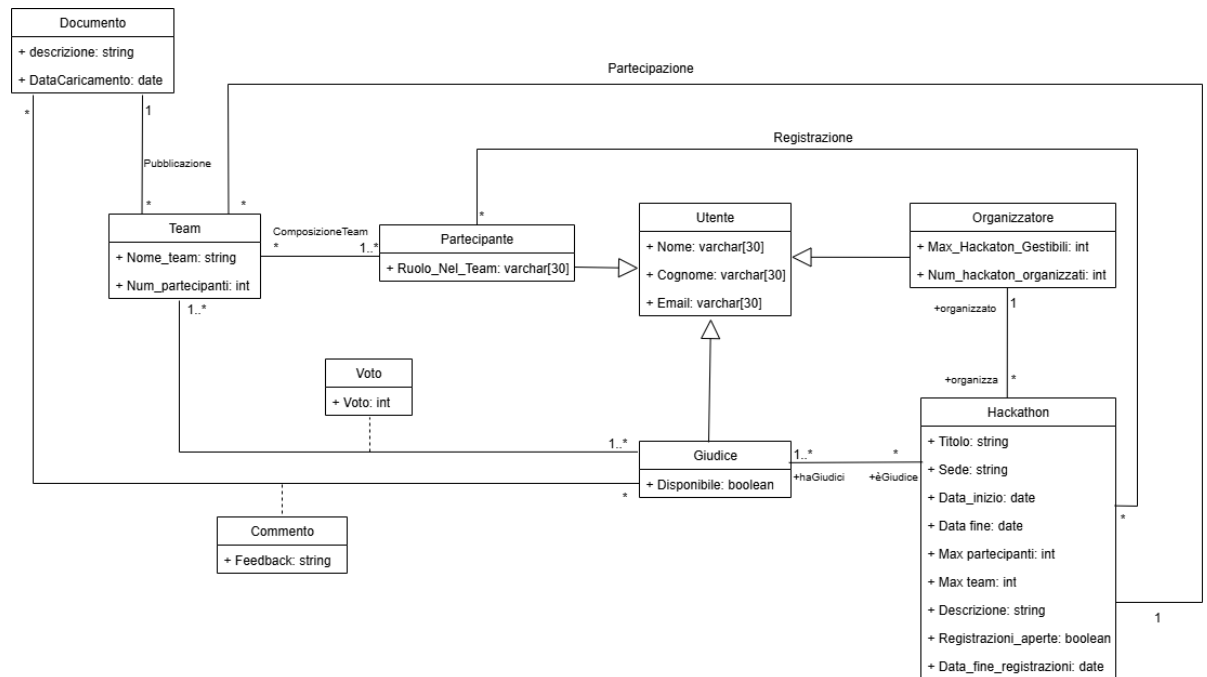 Documento
+ descrizione: string
+ DataCaricamento: date
*
1
Pubblicazione
*
Partecipazione
*
Registrazione
*
Team
+ Nome_team: string
+ Num_partecipanti: int
1..*
ComposizioneTeam
*
1..*
Partecipante
+ Ruolo_Nel_Team: varchar[30]
Utente
+ Nome: varchar[30]
+ Cognome: varchar[30]
+ Email: varchar[30]
Organizzatore
+ Max_Hackaton_Gestibili: int
+ Num_hackaton_organizzati: int
+organizzato
1
+organizza
*
Voto
+ Voto: int
1..*
Giudice
+ Disponibile: boolean
*
1..*
+haGiudici
*
+èGiudice
Commento
+ Feedback: string
Hackathon
+ Titolo: string
+ Sede: string
+ Data_inizio: date
+ Data fine: date
+ Max partecipanti: int
+ Max team: int
+ Descrizione: string
+ Registrazioni_aperte: boolean
+ Data_fine_registrazioni: date
*
1